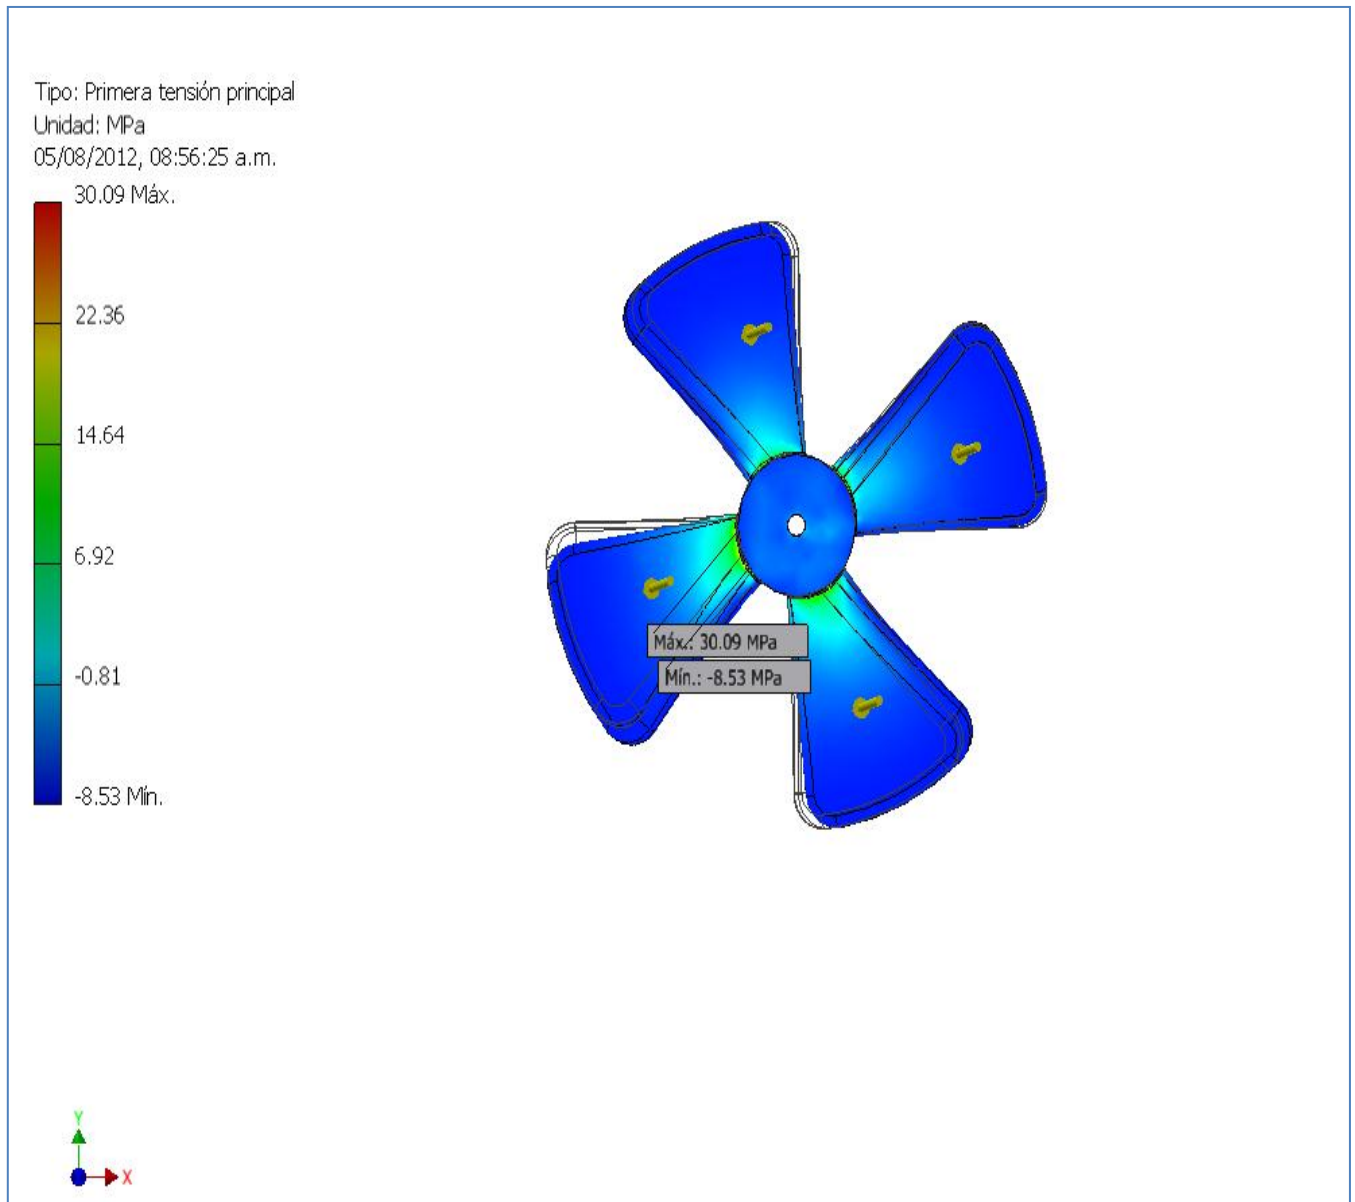 Tipo: Primera tensión principal
Unidad: MPa
05/08/2012, 08:56:25 a.m.
30.09 Máx.
22.36
14.64
6.92
-0.81
-8.53 Mín.
Máx.: 30.09 MPa
Mín.: -8.53 MPa
Y
X